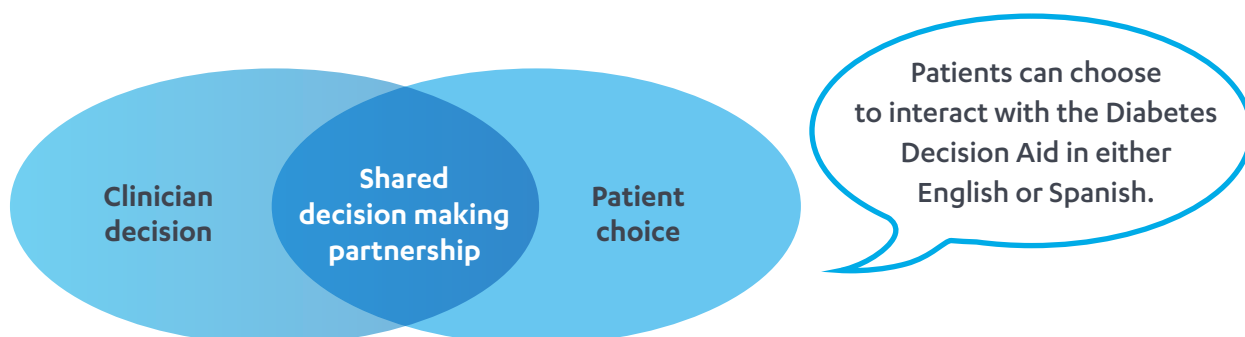 Clinician
decision
Shared
decision making
partnership
Patient
choice
Patients can choose
to interact with the Diabetes
Decision Aid in either
English or Spanish.